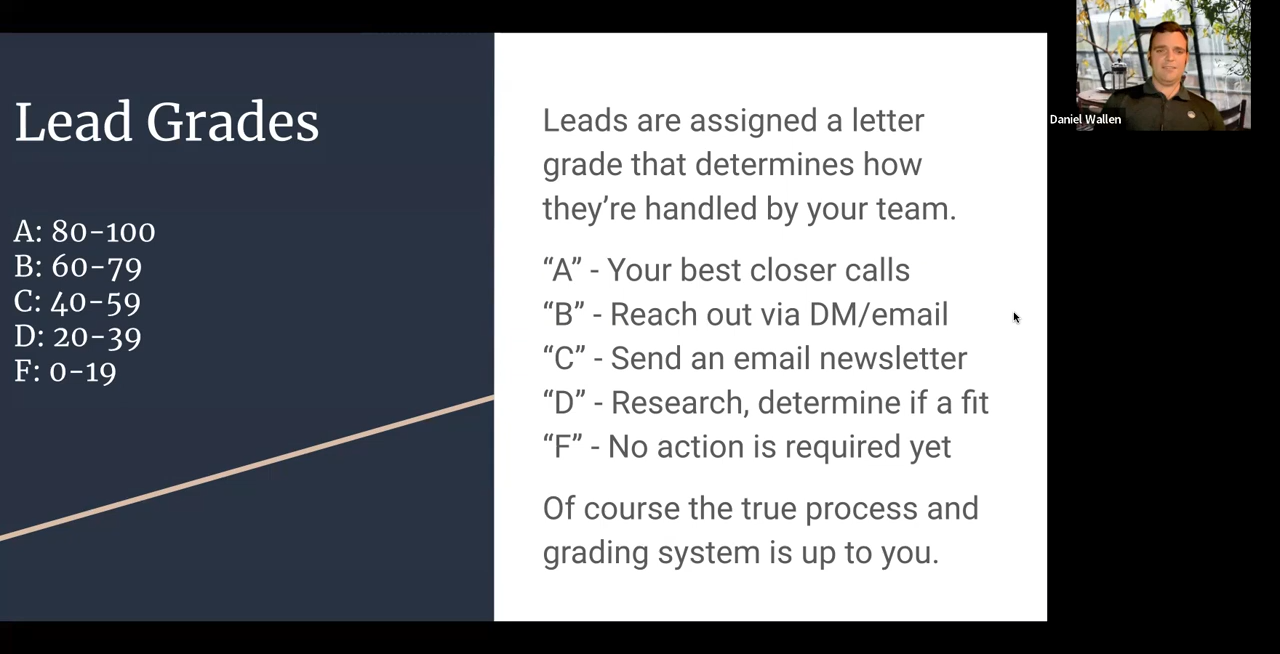 Lead Grades
A: 80-100
B: 60-79
C: 40-59
D: 20-39
F: 0-19
Leads are assigned a letter
grade that determines how
they’re handled by your team.
“A” - Your best closer calls
“B” - Reach out via DM/email
“C” - Send an email newsletter
“D” - Research, determine if a fit
“F” - No action is required yet
Of course the true process and
grading system is up to you.
Daniel Wallen